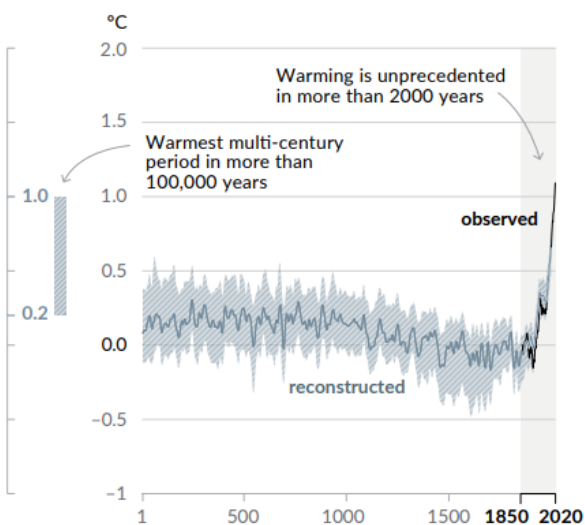 °C
2.0
Warming is unprecedented
in more than 2000 years
1.5
Warmest multi-century
period in more than
100,000 years
1.0
1.0
observed
0.5
0.2
0.0
reconstructed
−0.5
−1
1
500
1000
1500
1850
2020